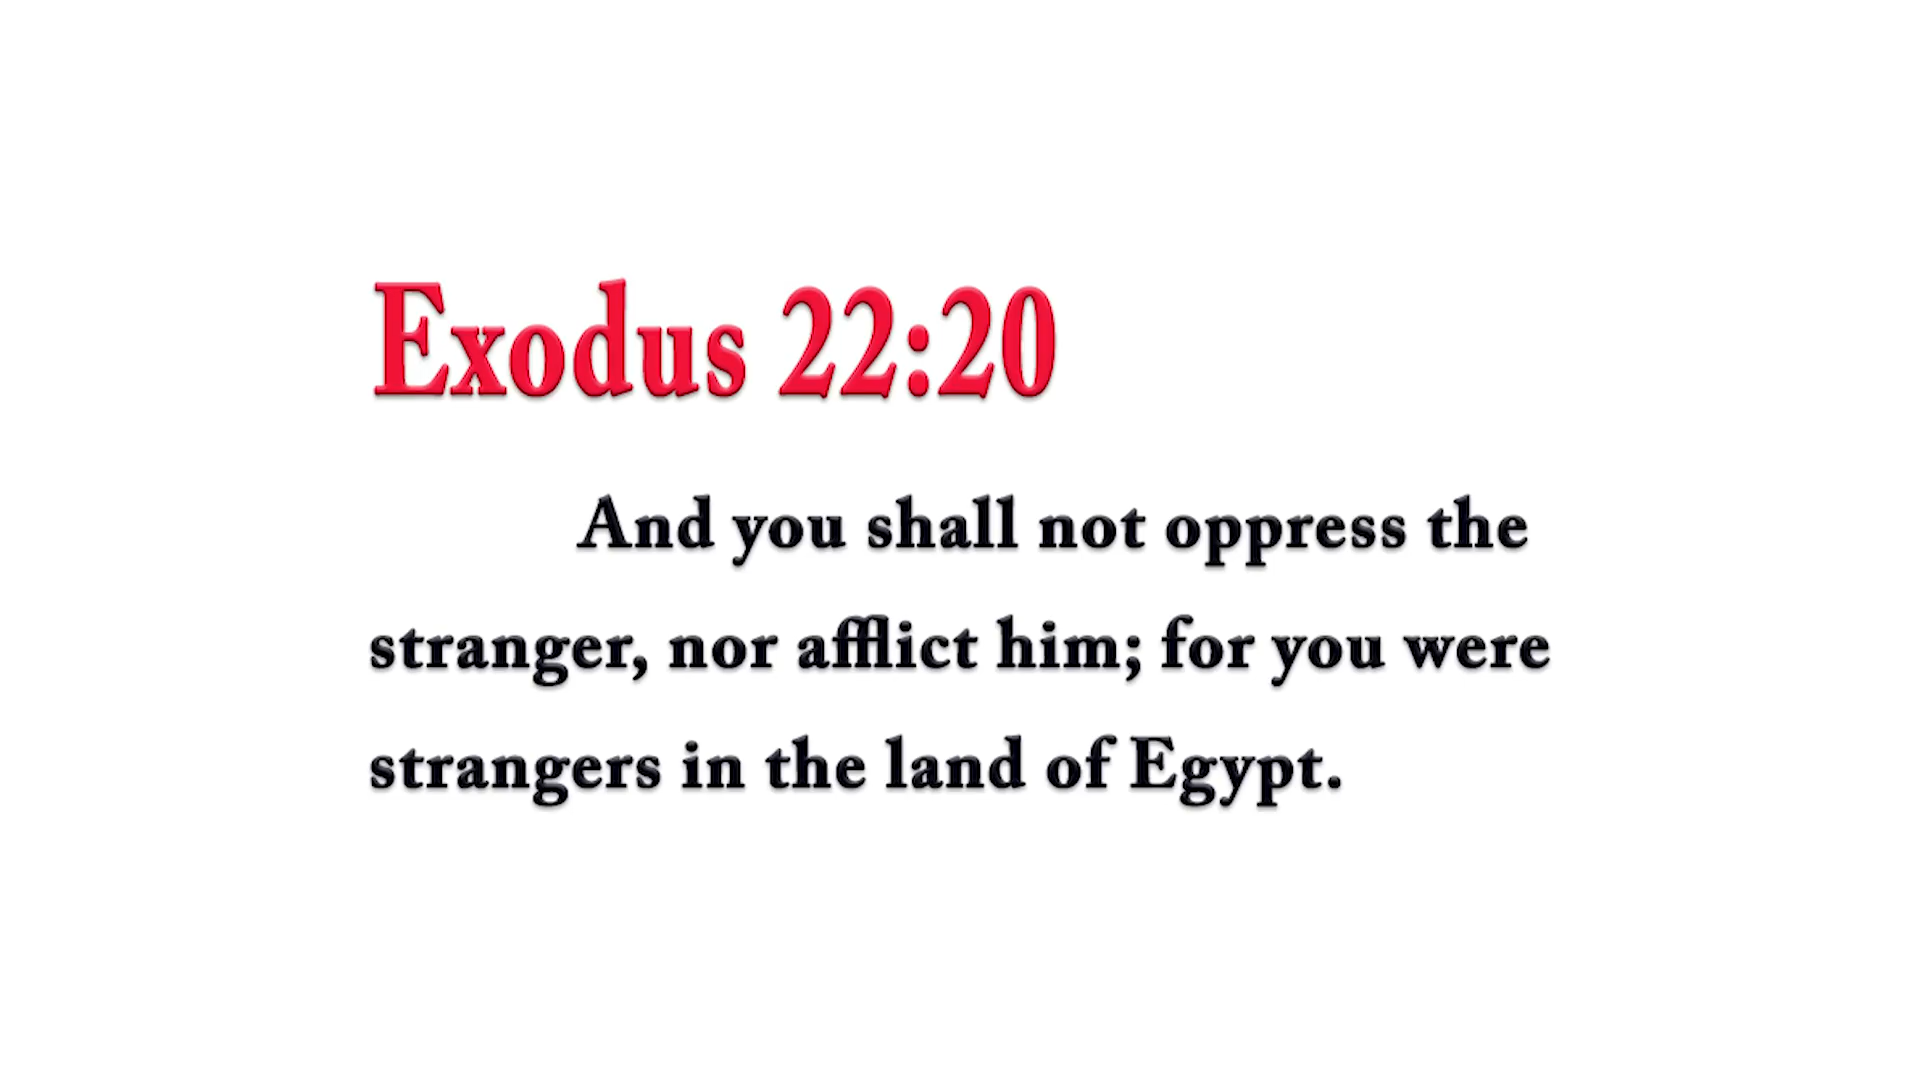 Exodus 22:20
And you shall not oppress the
stranger, nor afflict him; for you were
strangers in the land of Egypt.